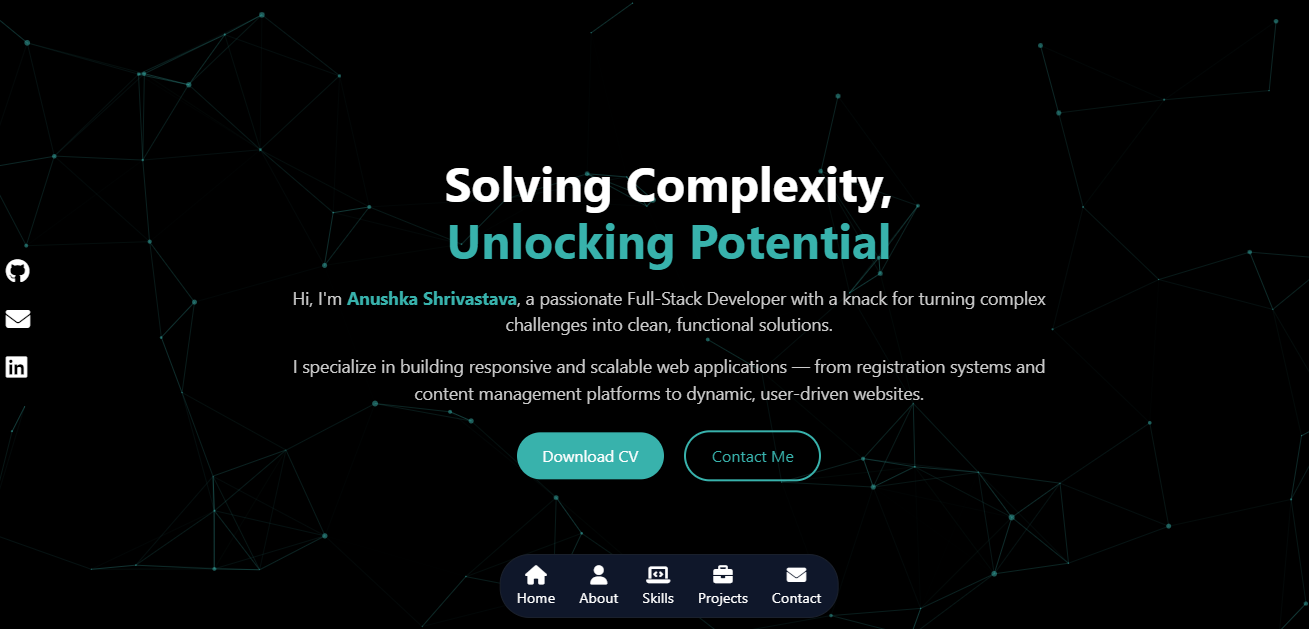 Solving Complexity,
Unlocking Potential
Hi, I'm Anushka Shrivastava, a passionate Full-Stack Developer with a knack for turning complex
challenges into clean, functional solutions.
I specialize in building responsive and scalable web applications — from registration systems and
content management platforms to dynamic, user-driven websites.
Download CV
Contact Me
Home
About
Skills
Projects
Contact